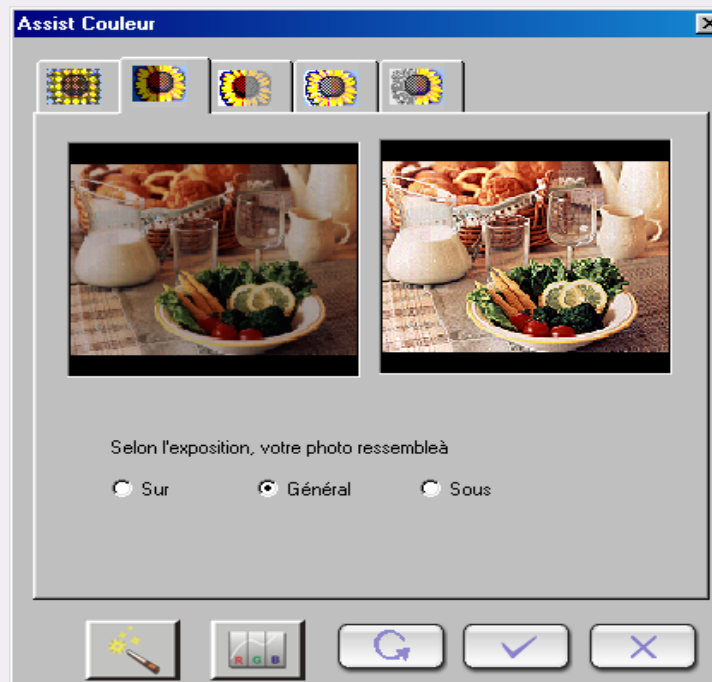 Assist Couleur
Selon l'exposition, votre photo ressembleà
Sur Général Sous
R G B